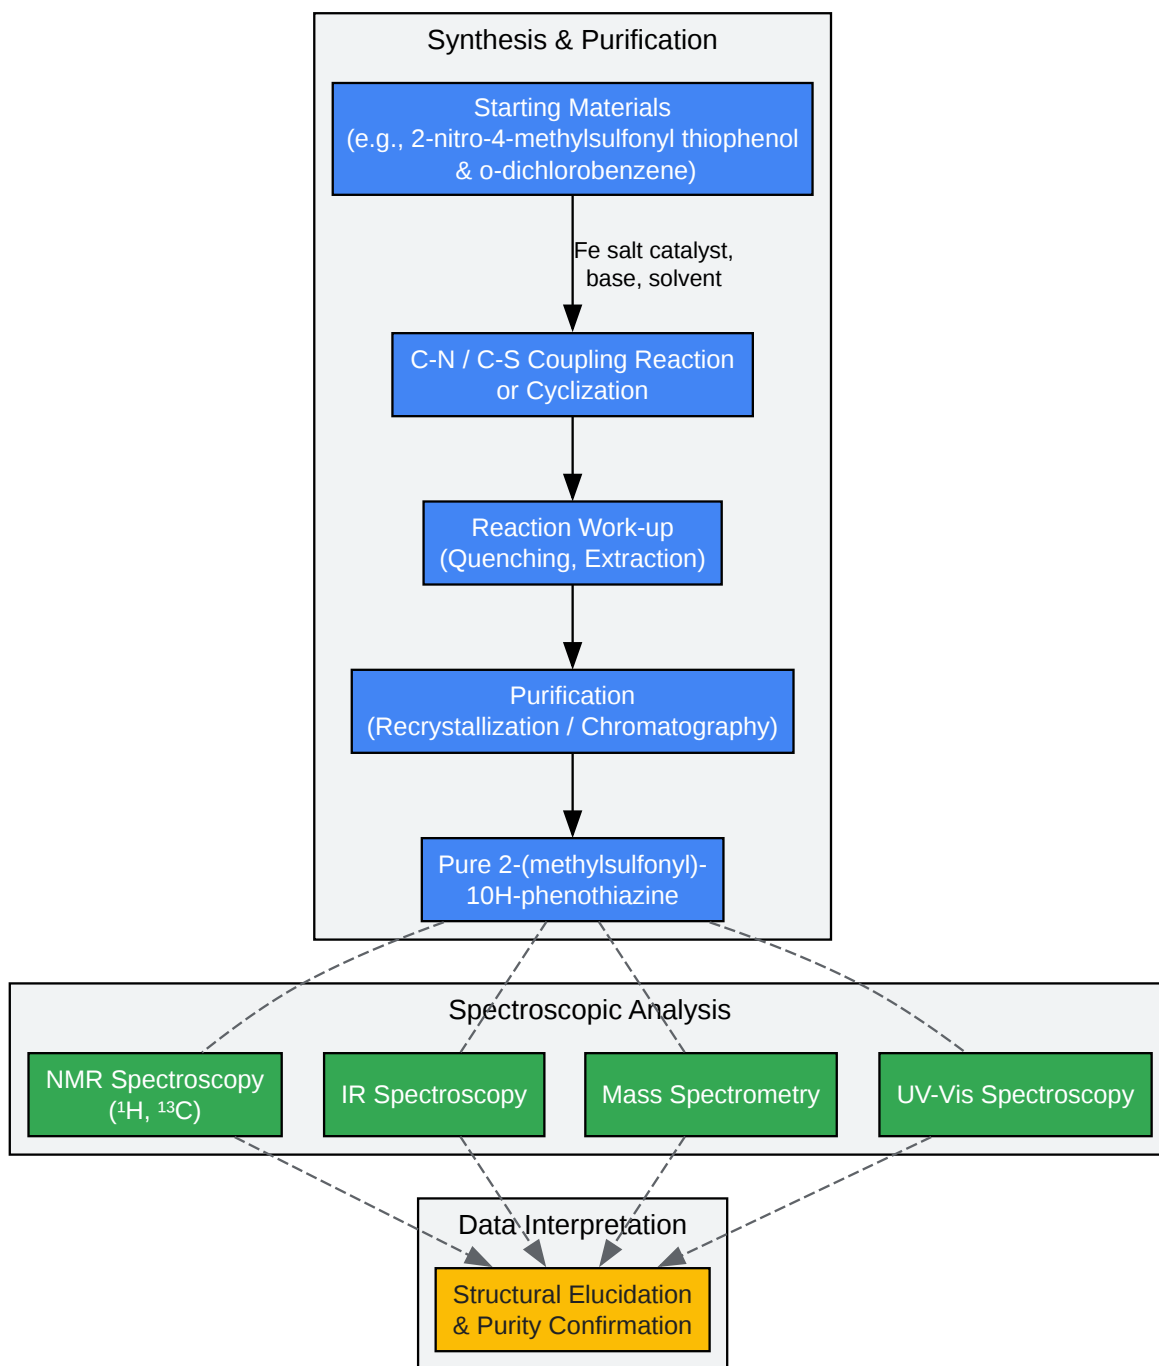 Synthesis & Purification
Starting Materials
(e.g., 2-nitro-4-methylsulfonyl thiophenol
& o-dichlorobenzene)
Fe salt catalyst,
base, solvent
C-N / C-S Coupling Reaction
or Cyclization
Reaction Work-up
(Quenching, Extraction)
Purification
(Recrystallization / Chromatography)
Pure 2-(methylsulfonyl)-
10H-phenothiazine
Spectroscopic Analysis
NMR Spectroscopy
(¹H, ¹³C)
IR Spectroscopy
Mass Spectrometry
UV-Vis Spectroscopy
Data Interpretation
Structural Elucidation
& Purity Confirmation